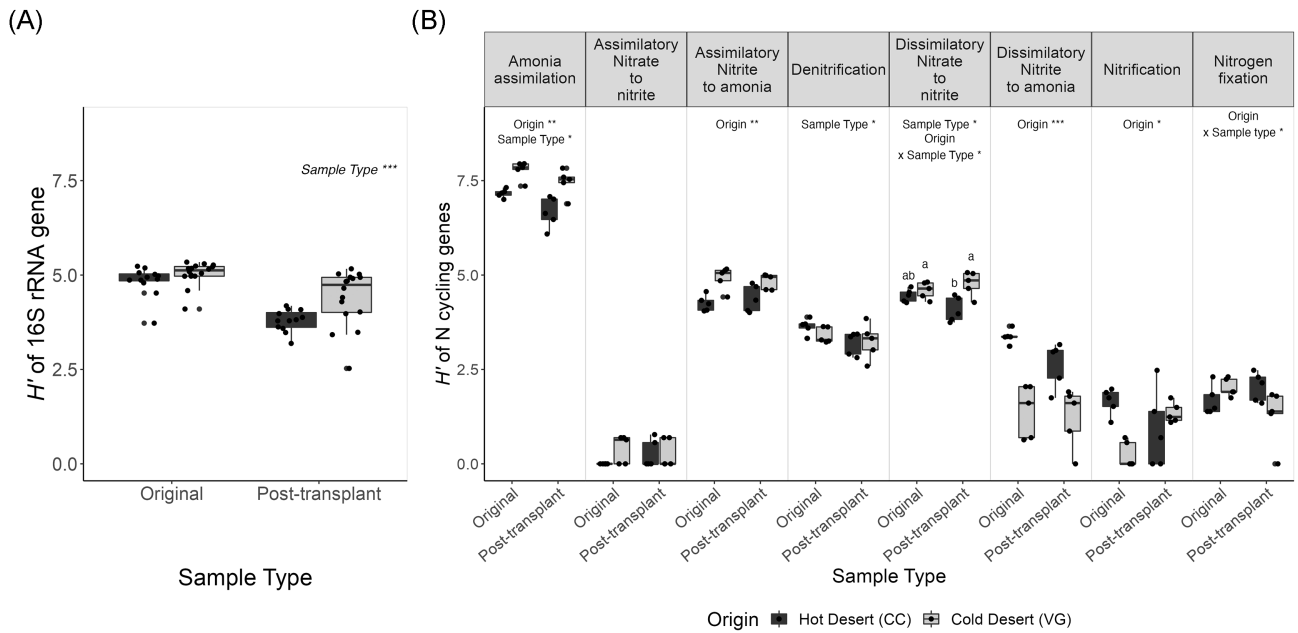 (A)
H′ of 16S rRNA gene
7.5
5.0
2.5
0.0
Sample Type ***
Original
Post-transplant
Sample Type
(B)
H′ of N cycling genes
7.5
5.0
2.5
0.0
Amonia
assimilation
Assimilatory
Nitrate
to
nitrite
Assimilatory
Nitrite
to amonia
Denitrification
Dissimilatory
Nitrate
to
nitrite
Dissimilatory
Nitrite
to amonia
Nitrification
Nitrogen
fixation
Origin **
Sample Type *
Origin **
Sample Type *
Sample Type *
Origin
x Sample Type *
Origin ***
Origin *
Origin
x Sample type *
ab
a
b
a
Original
Post-transplant
Original
Post-transplant
Original
Post-transplant
Original
Post-transplant
Original
Post-transplant
Original
Post-transplant
Original
Post-transplant
Original
Post-transplant
Sample Type
Origin
Hot Desert (CC)
Cold Desert (VG)